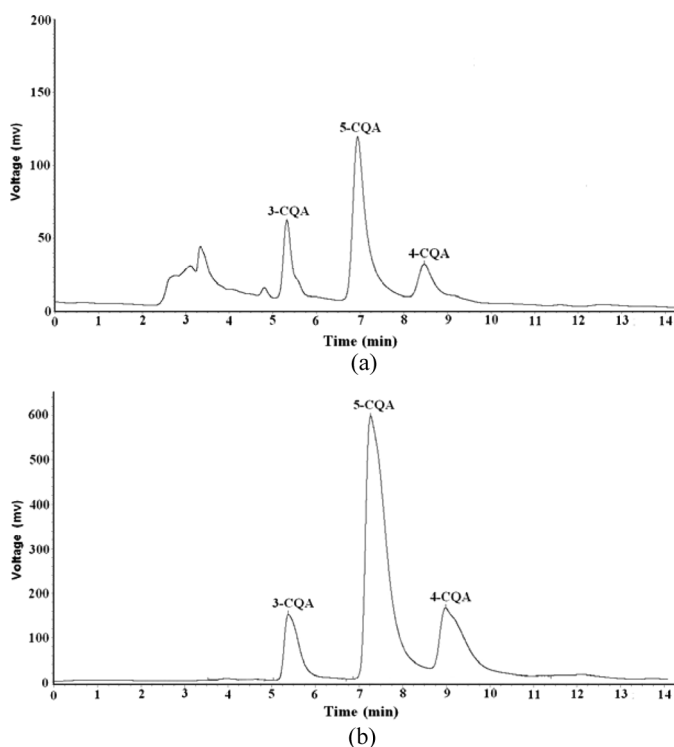 200
5-CQA
150
Voltage (mv)
100
3-CQA
4-CQA
50
0
0 1 2 3 4 5 6 7 8 9 10 11 12 13 14
Time (min)
(a)
5-CQA
600
500
400
Voltage (mv)
300
200
3-CQA
4-CQA
100
0
0 1 2 3 4 5 6 7 8 9 10 11 12 13 14
Time (min)
(b)